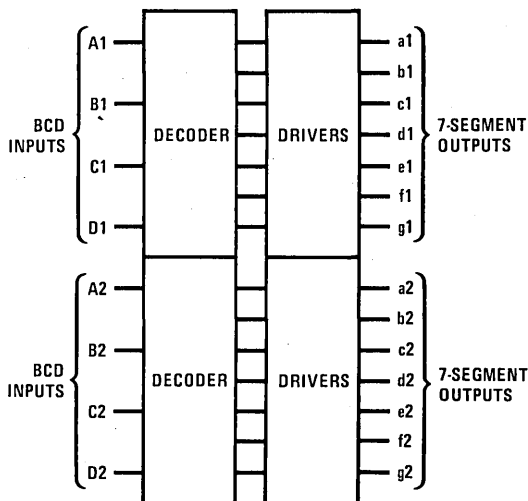 A1
B1
C1
D1
BCD
INPUTS
DECODER
DRIVERS
a1
b1
c1
d1
e1
f1
g1
7-SEGMENT
OUTPUTS
A2
B2
C2
D2
BCD
INPUTS
DECODER
DRIVERS
a2
b2
c2
d2
e2
f2
g2
7-SEGMENT
OUTPUTS